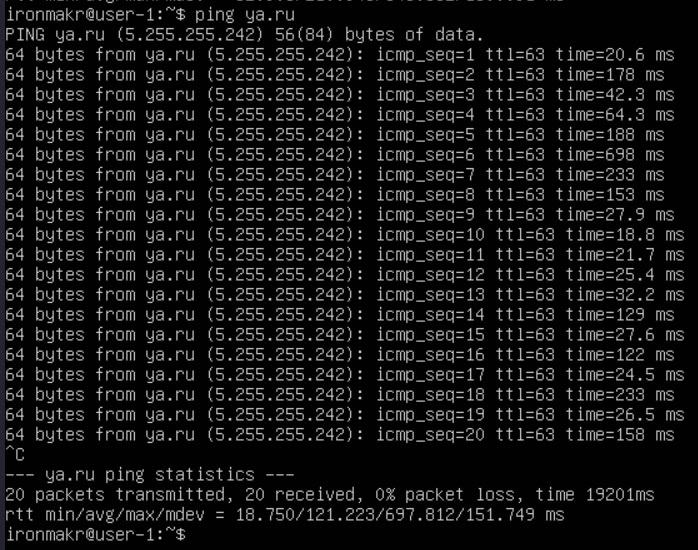 ironmakr@user-1:~$ ping ya.ru
PING ya.ru (5.255.255.242) 56(84) bytes of data.
64 bytes from ya.ru (5.255.255.242): icmp_seq=1 ttl=63 time=20.6 ms
64 bytes from ya.ru (5.255.255.242): icmp_seq=2 ttl=63 time=178 ms
64 bytes from ya.ru (5.255.255.242): icmp_seq=3 ttl=63 time=42.3 ms
64 bytes from ya.ru (5.255.255.242): icmp_seq=4 ttl=63 time=64.3 ms
64 bytes from ya.ru (5.255.255.242): icmp_seq=5 ttl=63 time=188 ms
64 bytes from ya.ru (5.255.255.242): icmp_seq=6 ttl=63 time=698 ms
64 bytes from ya.ru (5.255.255.242): icmp_seq=7 ttl=63 time=233 ms
64 bytes from ya.ru (5.255.255.242): icmp_seq=8 ttl=63 time=153 ms
64 bytes from ya.ru (5.255.255.242): icmp_seq=9 ttl=63 time=27.9 ms
64 bytes from ya.ru (5.255.255.242): icmp_seq=10 ttl=63 time=18.8 ms
64 bytes from ya.ru (5.255.255.242): icmp_seq=11 ttl=63 time=21.7 ms
64 bytes from ya.ru (5.255.255.242): icmp_seq=12 ttl=63 time=25.4 ms
64 bytes from ya.ru (5.255.255.242): icmp_seq=13 ttl=63 time=32.2 ms
64 bytes from ya.ru (5.255.255.242): icmp_seq=14 ttl=63 time=129 ms
64 bytes from ya.ru (5.255.255.242): icmp_seq=15 ttl=63 time=27.6 ms
64 bytes from ya.ru (5.255.255.242): icmp_seq=16 ttl=63 time=122 ms
64 bytes from ya.ru (5.255.255.242): icmp_seq=17 ttl=63 time=24.5 ms
64 bytes from ya.ru (5.255.255.242): icmp_seq=18 ttl=63 time=233 ms
64 bytes from ya.ru (5.255.255.242): icmp_seq=19 ttl=63 time=26.5 ms
64 bytes from ya.ru (5.255.255.242): icmp_seq=20 ttl=63 time=158 ms
^C
--- ya.ru ping statistics ---
20 packets transmitted, 20 received, 0% packet loss, time 19201ms
rtt min/avg/max/mdev = 18.750/121.223/697.812/151.749 ms
ironmakr@user-1:~$